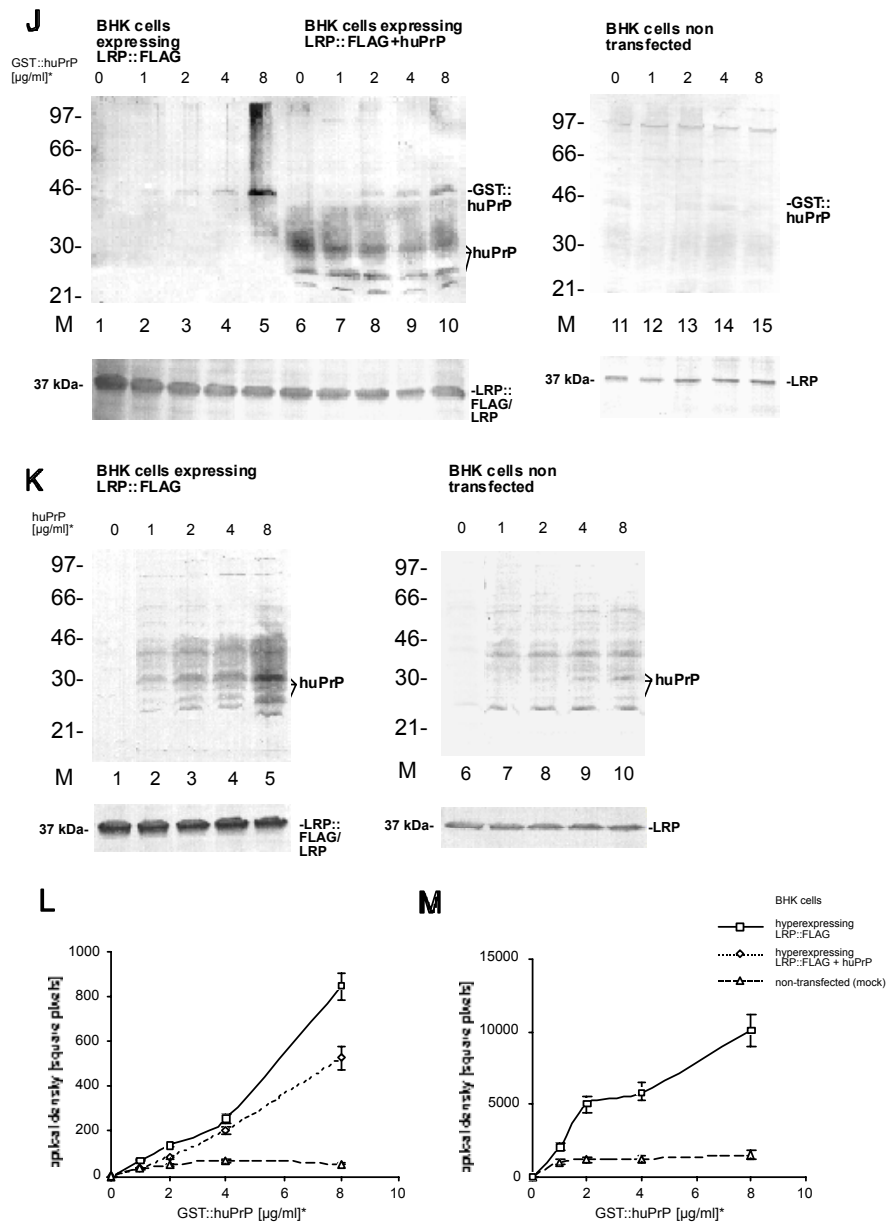 J
BHK cells
expressing
LRP::FLAG
BHK cells expressing
LRP::FLAG+huPrP
BHK cells non
transfected
GST::huPrP
[µg/ml]*
0 1 2 4 8 0 1 2 4 8
0 1 2 4 8
97-
66-
46-
30-
21-
-GST::
huPrP
huPrP
97-
66-
46-
30-
21-
-GST::
huPrP
M 1 2 3 4 5 6 7 8 9 10
M 11 12 13 14 15
37 kDa-
-LRP::
FLAG/
LRP
37 kDa-
-LRP
K
BHK cells expressing
LRP::FLAG
BHK cells non
transfected
huPrP
[µg/ml]*
0 1 2 4 8
0 1 2 4 8
97-
66-
46-
30-
21-
huPrP
97-
66-
46-
30-
21-
huPrP
M 1 2 3 4 5
M 6 7 8 9 10
37 kDa-
-LRP::
FLAG/
LRP
37 kDa-
-LRP
L
optical density [square pixels]
1000
800
600
400
200
0
0 2 4 6 8 10
GST::huPrP [µg/ml]*
M
optical density [square pixels]
15000
10000
5000
0
0 2 4 6 8 10
GST::huPrP [µg/ml]*
BHK cells
hyperexpressing
LRP::FLAG
hyperexpressing
LRP::FLAG + huPrP
non-transfected (mock)